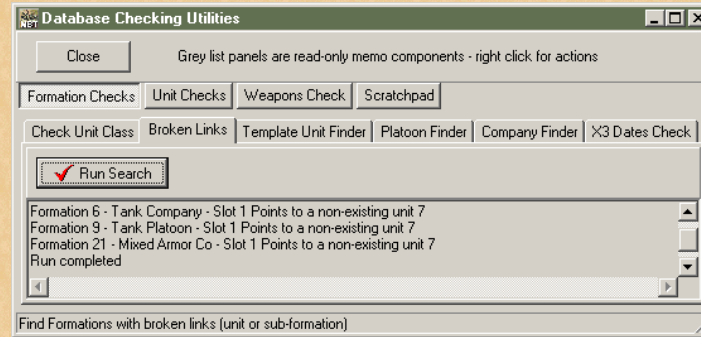 Database Checking Utilities
Close Grey list panels are read-only memo components - right click for actions
Formation Checks Unit Checks Weapons Check Scratchpad
Check Unit Class Broken Links Template Unit Finder Platoon Finder Company Finder X3 Dates Check
Run Search
Formation 6 - Tank Company - Slot 1 Points to a non-existing unit 7
Formation 9 - Tank Platoon - Slot 1 Points to a non-existing unit 7
Formation 21 - Mixed Armor Co - Slot 1 Points to a non-existing unit 7
Run completed
Find Formations with broken links (unit or sub-formation)